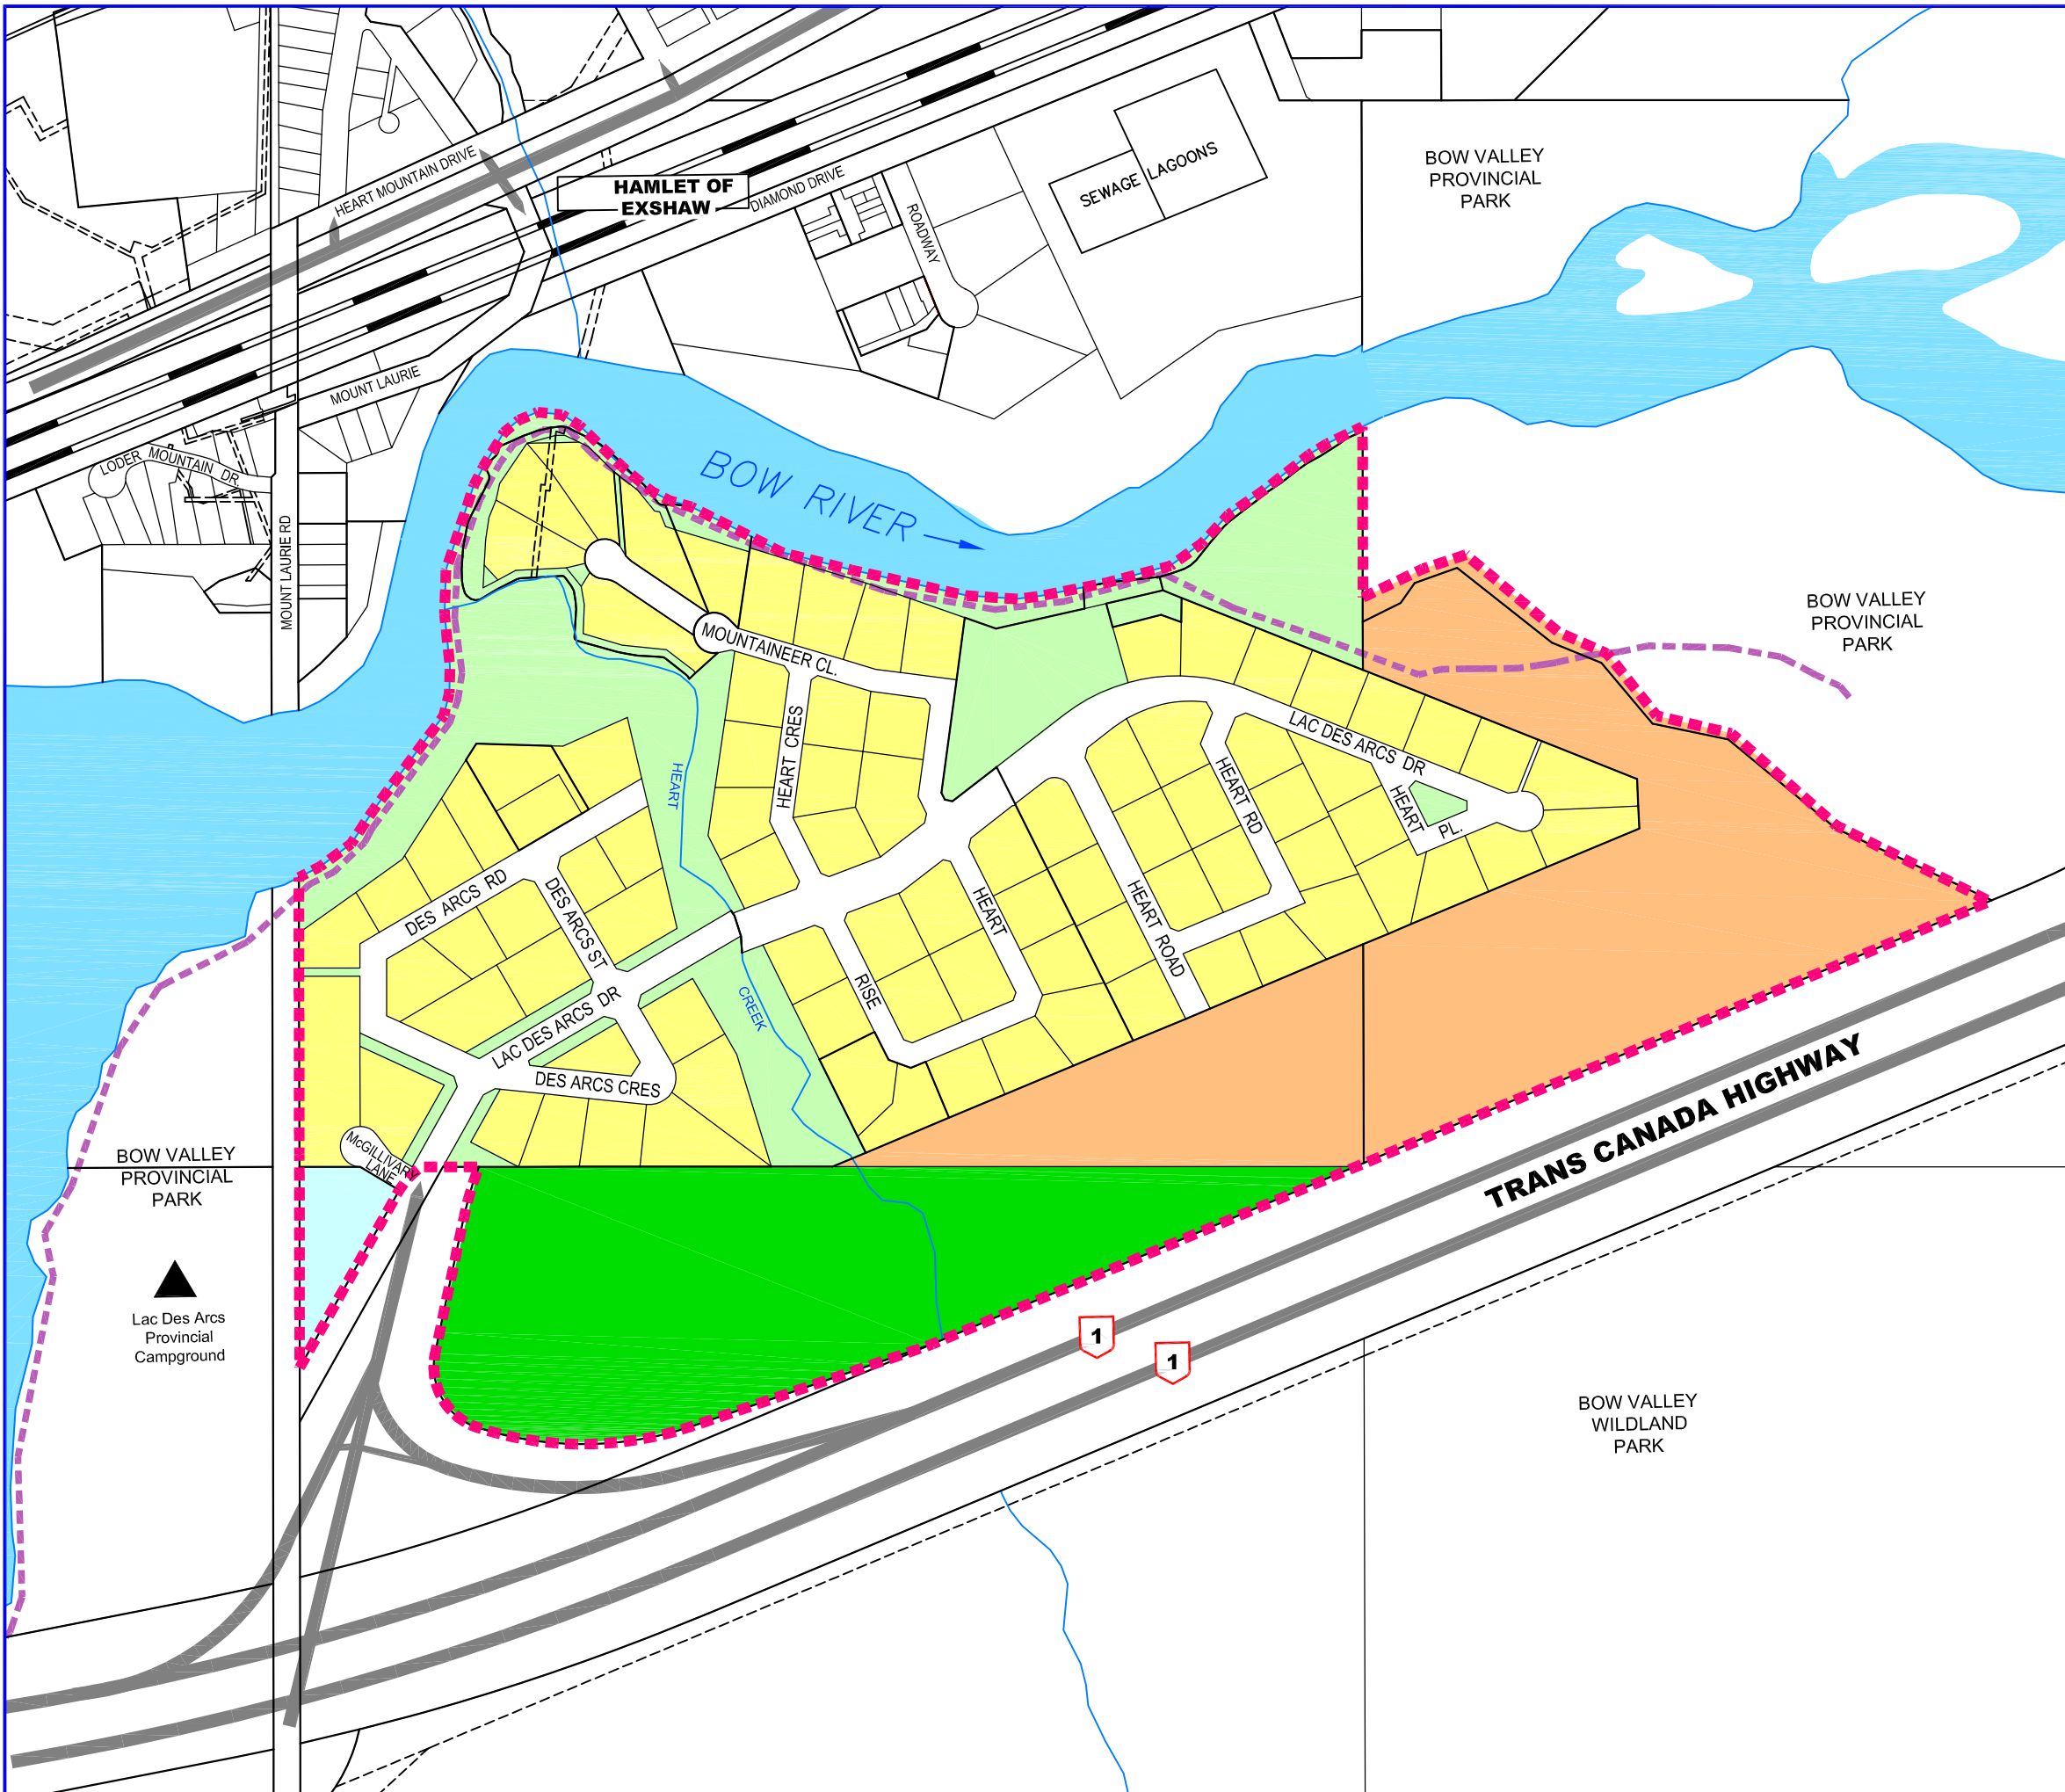 HEART MOUNTAIN DRIVE
HAMLET OF
EXSHAW
DIAMOND DRIVE
ROADWAY
SEWAGE LAGOONS
BOW VALLEY
PROVINCIAL
PARK
MOUNT LAURIE
LODER MOUNTAIN DR.
MOUNT LAURIE RD
BOW RIVER
BOW VALLEY
PROVINCIAL
PARK
MOUNTAINEER CL.
HEART CRES
HEART
LAC DES ARCS DR
HEART RD
HEART
PL.
DES ARCS RD
DES ARCS ST
HEART
HEART ROAD
RISE
CREEK
LAC DES ARCS DR
DES ARCS CRES
McGILLIVARY
LANE
BOW VALLEY
PROVINCIAL
PARK
TRANS CANADA HIGHWAY
Lac Des Arcs
Provincial
Campground
1
1
BOW VALLEY
WILDLAND
PARK